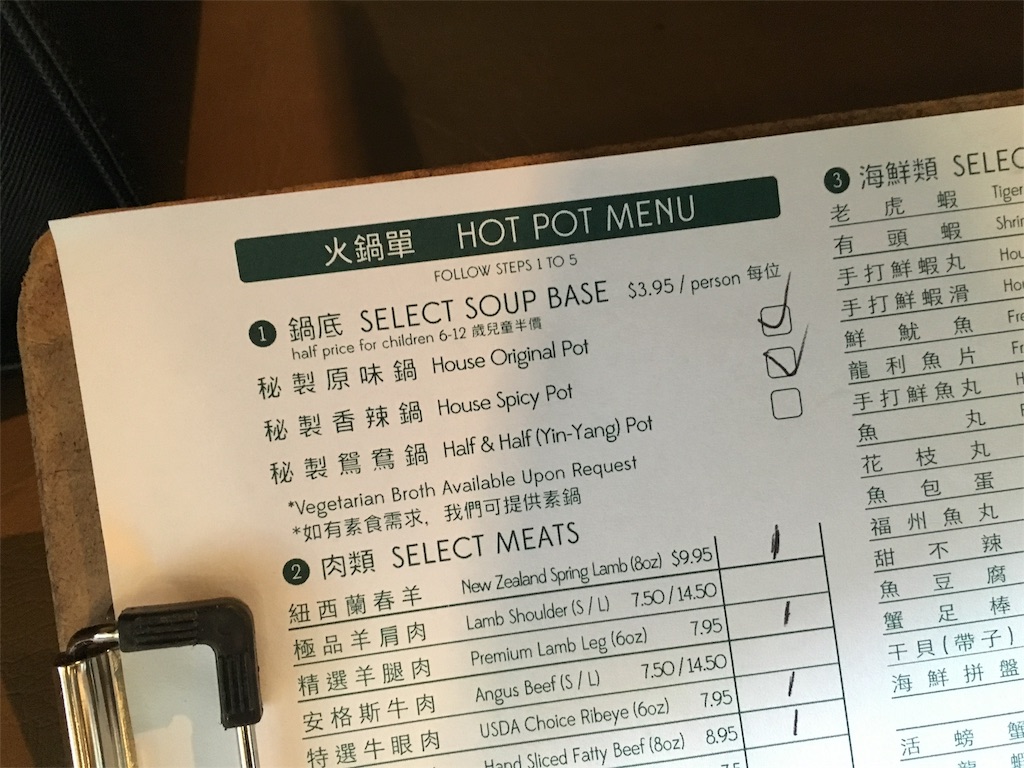 火鍋單 HOT POT MENU
FOLLOW STEPS 1 TO 5
1 鍋底 SELECT SOUP BASE $3.95 / person 每位
half price for children 6-12 歲兒童半價
秘製原味鍋 House Original Pot
秘製香辣鍋 House Spicy Pot
秘製鴛鴦鍋 Half & Half (Yin-Yang) Pot
*Vegetarian Broth Available Upon Request
*如有素食需求, 我們可提供素鍋
2 肉類 SELECT MEATS
紐西蘭春羊 New Zealand Spring Lamb (8oz) $9.95
極品羊肩肉 Lamb Shoulder (S / L) 7.50 / 14.50
精選羊腿肉 Premium Lamb Leg (6oz) 7.95
安格斯牛肉 Angus Beef (S / L) 7.50 / 14.50
特選牛眼肉 USDA Choice Ribeye (6oz) 7.95
Hand Sliced Fatty Beef (8oz) 8.95
3 海鮮類 SELEC
老虎蝦 Tiger
有頭蝦 Shri
手打鮮蝦丸 Hou
手打鮮蝦滑 Ho
鮮魷魚 Fre
龍利魚片 Fr
手打鮮魚丸 H
魚丸
花枝丸
魚包蛋
福州魚丸
甜不辣
魚豆腐
蟹足棒
干貝(帶子)
海鮮拼盤
活螃蟹